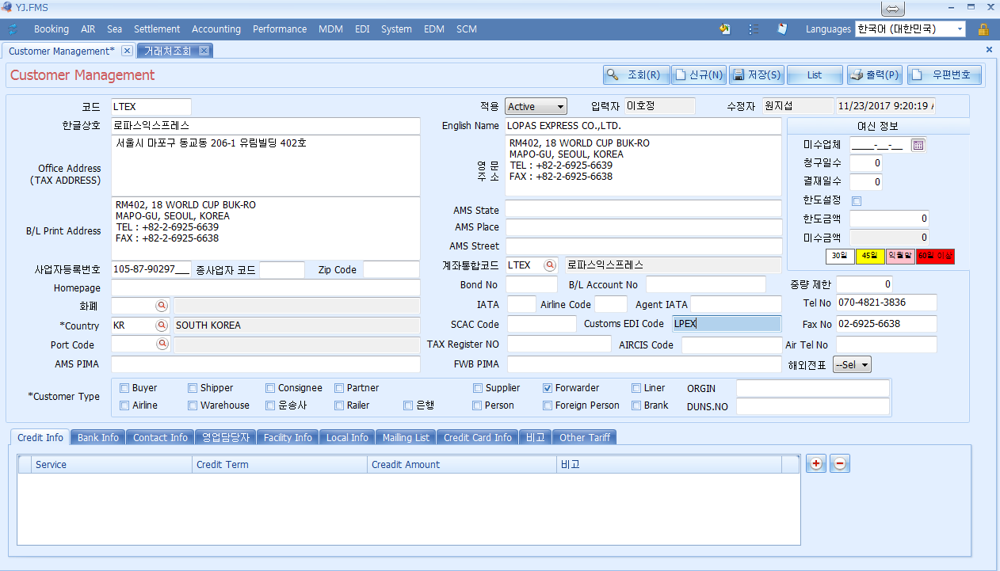 YJ.FMS
Booking AIR Sea Settlement Accounting Performance MDM EDI System EDM SCM Languages 한국어 (대한민국)
Customer Management* 거래처조회
Customer Management 조회(R) 신규(N) 저장(S) List 출력(P) 우편번호
코드 LTEX 적용 Active 입력자 이호정 수정자 원지섭 11/23/2017 9:20:19
한글상호 로파스익스프레스 English Name LOPAS EXPRESS CO.,LTD. 여신 정보
Office Address
(TAX ADDRESS)
서울시 마포구 동교동 206-1 유림빌딩 402호
영 문
주 소
RM402, 18 WORLD CUP BUK-RO
MAPO-GU, SEOUL, KOREA
TEL : +82-2-6925-6639
FAX : +82-2-6925-6638
미수업체 ____-__-__
청구일수 0
결재일수 0
한도설정
한도금액 0
미수금액 0
30일 45일 익월말 60일 이상
B/L Print Address
RM402, 18 WORLD CUP BUK-RO
MAPO-GU, SEOUL, KOREA
TEL : +82-2-6925-6639
FAX : +82-2-6925-6638
AMS State
AMS Place
AMS Street
사업자등록번호 105-87-90297___ 종사업자 코드 Zip Code 계좌통합코드 LTEX 로파스익스프레스
Homepage Bond No B/L Account No 중량 제한 0
화폐 IATA Airline Code Agent IATA Tel No 070-4821-3836
*Country KR SOUTH KOREA SCAC Code Customs EDI Code LPEX Fax No 02-6925-6638
Port Code TAX Register NO AIRCIS Code Air Tel No
AMS PIMA FWB PIMA 해외전표 --Sel
*Customer Type
Buyer Shipper Consignee Partner Supplier Forwarder Liner ORGIN
Airline Warehouse 운송사 Railer 은행 Person Foreign Person Brank DUNS.NO
Credit Info Bank Info Contact Info 영업담당자 Facility Info Local Info Mailling List Credit Card Info 비고 Other Tariff
Service Credit Term Creadit Amount 비고